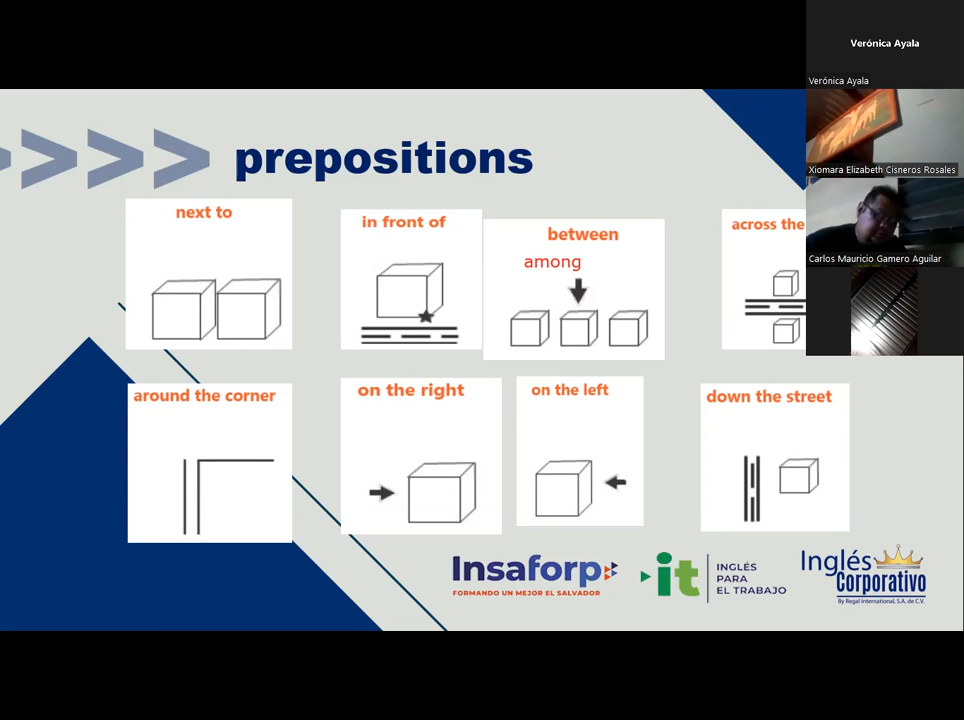 Verónica Ayala
Verónica Ayala
Xiomara Elizabeth Cisneros Rosales
Carlos Mauricio Gamero Aguilar
prepositions
next to
in front of
between
among
across the
around the corner
on the right
on the left
down the street
Insaforp
FORMANDO UN MEJOR EL SALVADOR
it
INGLÉS
PARA
EL TRABAJO
Inglés
Corporativo
By Regal International, S.A. de C.V.